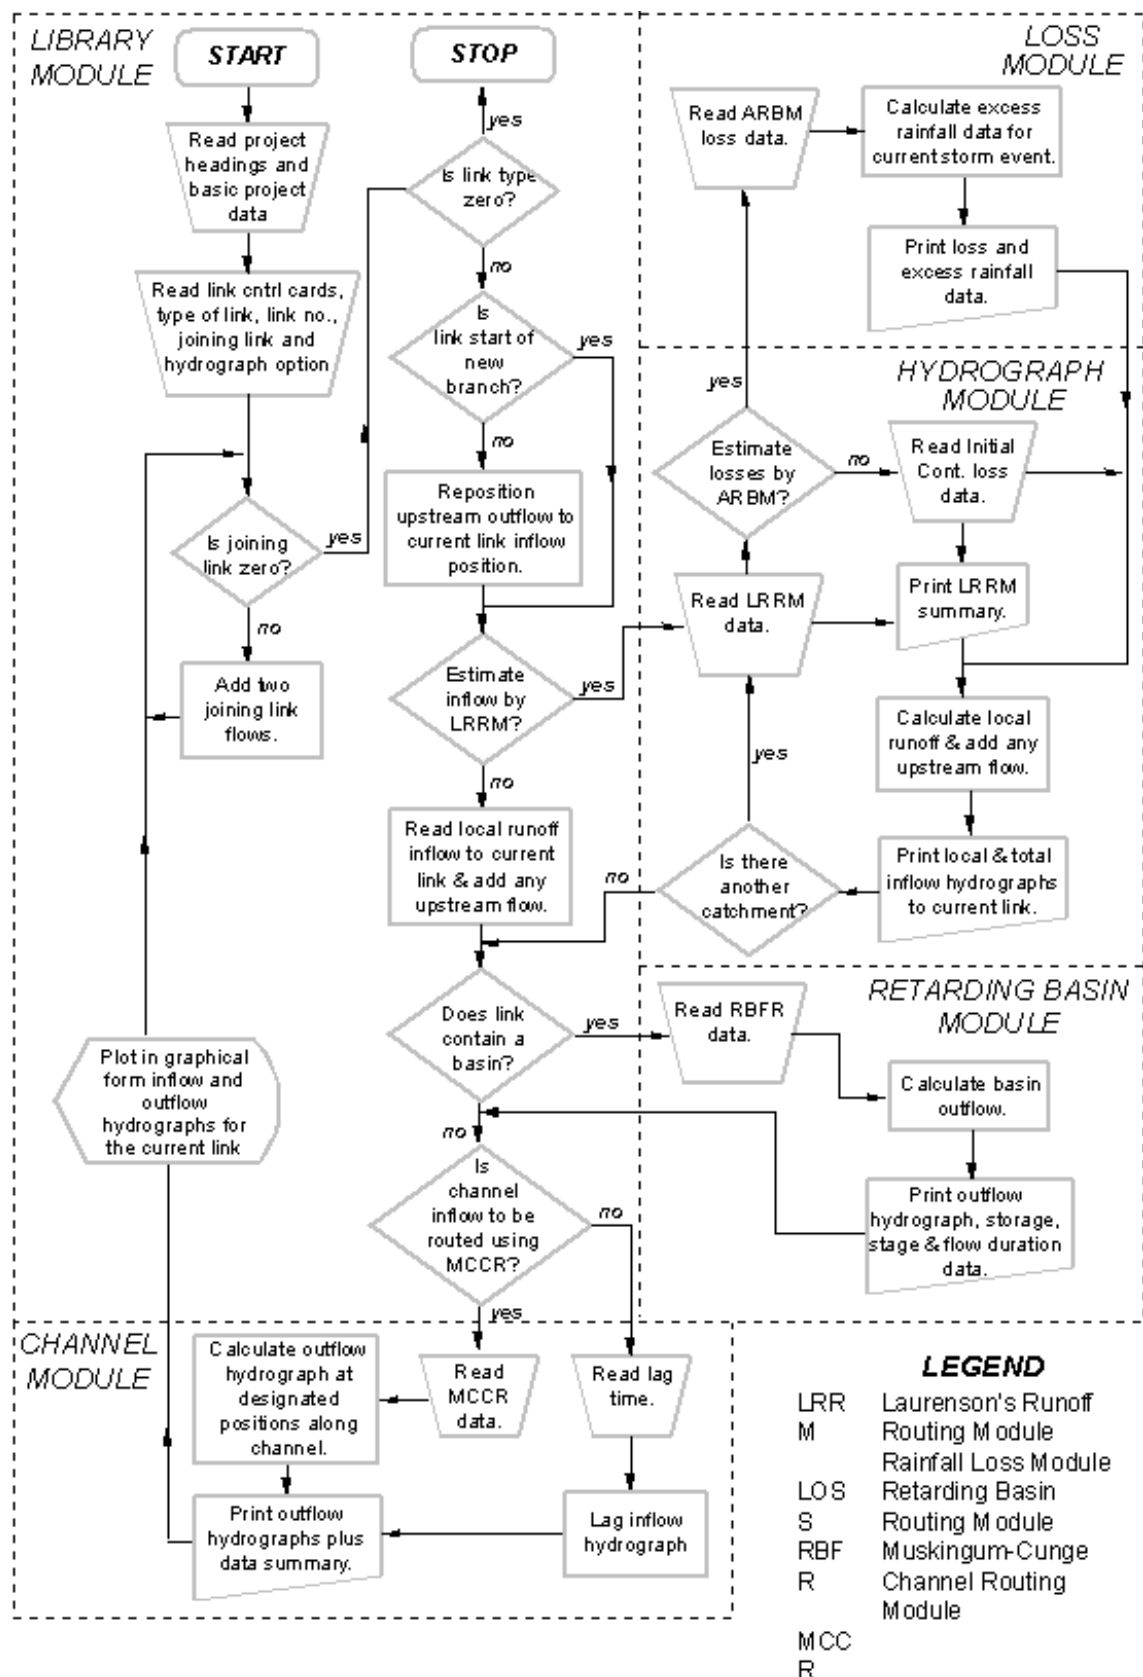 LIBRARY
MODULE
START
Read project
headings and
basic project
data
Read link cntrl cards,
type of link, link no.,
joining link and
hydrograph option
Is joining
link zero?
yes
no
Add two
joining link
flows.
Plot in graphical
form inflow and
outflow
hydrographs for
the current link
STOP
yes
Is link type
zero?
no
Is
link start of
new
branch?
yes
no
Reposition
upstream outflow to
current link inflow
position.
Estimate
inflow by
LRRM?
yes
no
Read local runoff
inflow to current
link & add any
upstream flow.
Does link
contain a
basin?
yes
no
Is
channel
inflow to be
routed using
MCCR?
no
yes
LOSS
MODULE
Read ARBM
loss data.
Calculate excess
rainfall data for
current storm event.
Print loss and
excess rainfall
data.
HYDROGRAPH
MODULE
yes
Estimate
losses by
ARBM?
no
Read Initial
Cont. loss
data.
Read LRRM
data.
Print LRRM
summary.
Calculate local
runoff & add any
upstream flow.
yes
Is there
another
catchment?
no
Print local & total
inflow hydrographs
to current link.
RETARDING BASIN
MODULE
Read RBFR
data.
Calculate basin
outflow.
Print outflow
hydrograph, storage,
stage & flow duration
data.
CHANNEL
MODULE
Calculate outflow
hydrograph at
designated
positions along
channel.
Read
MCCR
data.
Read lag
time.
Print outflow
hydrographs plus
data summary.
Lag inflow
hydrograph
LEGEND
LRR Laurenson's Runoff
M Routing Module
Rainfall Loss Module
LOS Retarding Basin
S Routing Module
RBF Muskingum-Cunge
R Channel Routing
Module
MCC
R